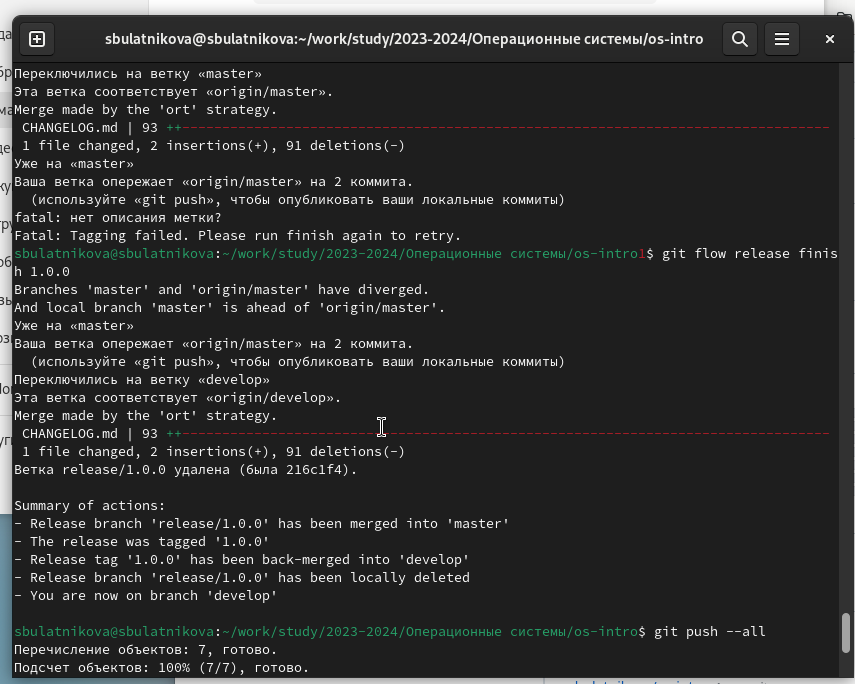 sbulatnikova@sbulatnikova:~/work/study/2023-2024/Операционные системы/os-intro
Переключились на ветку «master»
Эта ветка соответствует «origin/master».
Merge made by the 'ort' strategy.
CHANGELOG.md | 93 ++-------------------------------------------------------------------------------
1 file changed, 2 insertions(+), 91 deletions(-)
Уже на «master»
Ваша ветка опережает «origin/master» на 2 коммита.
(используйте «git push», чтобы опубликовать ваши локальные коммиты)
fatal: нет описания метки?
Fatal: Tagging failed. Please run finish again to retry.
sbulatnikova@sbulatnikova:~/work/study/2023-2024/Операционные системы/os-intro1$ git flow release finis
h 1.0.0
Branches 'master' and 'origin/master' have diverged.
And local branch 'master' is ahead of 'origin/master'.
Уже на «master»
Ваша ветка опережает «origin/master» на 2 коммита.
(используйте «git push», чтобы опубликовать ваши локальные коммиты)
Переключились на ветку «develop»
Эта ветка соответствует «origin/develop».
Merge made by the 'ort' strategy.
CHANGELOG.md | 93 ++-------------------------------------------------------------------------------
1 file changed, 2 insertions(+), 91 deletions(-)
Ветка release/1.0.0 удалена (была 216c1f4).
Summary of actions:
- Release branch 'release/1.0.0' has been merged into 'master'
- The release was tagged '1.0.0'
- Release tag '1.0.0' has been back-merged into 'develop'
- Release branch 'release/1.0.0' has been locally deleted
- You are now on branch 'develop'
sbulatnikova@sbulatnikova:~/work/study/2023-2024/Операционные системы/os-intro$ git push --all
Перечисление объектов: 7, готово.
Подсчет объектов: 100% (7/7), готово.